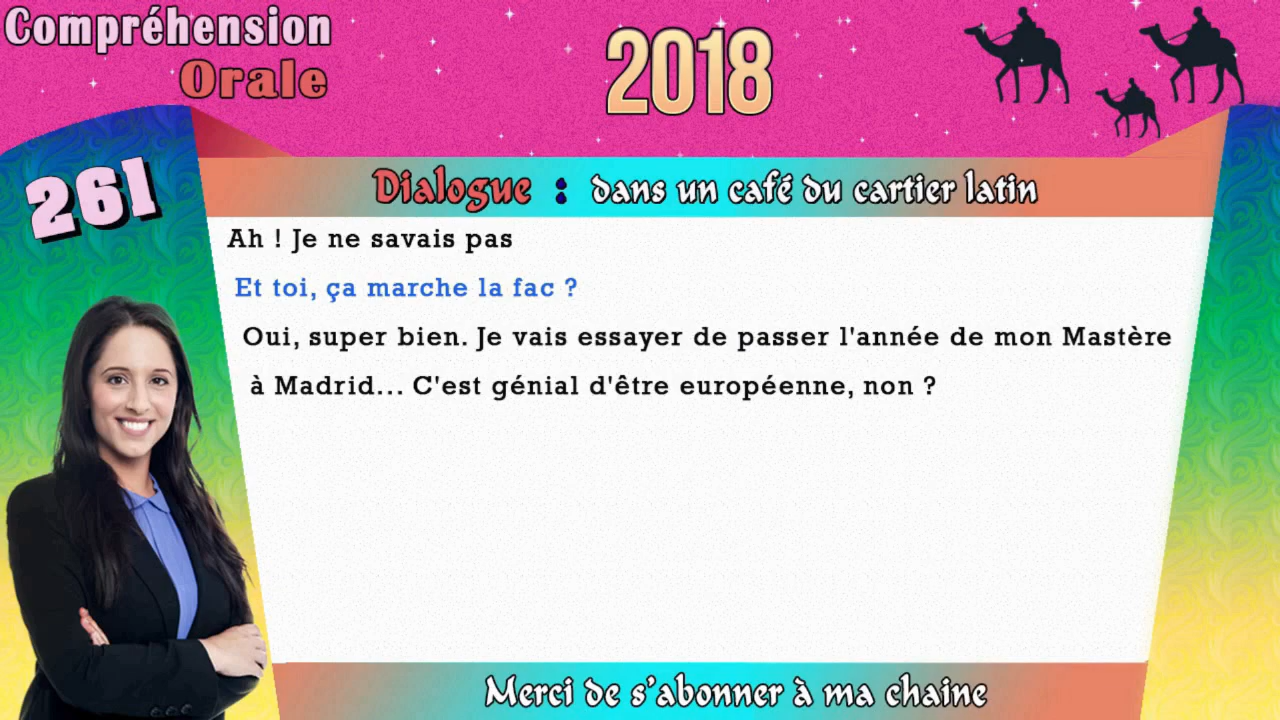 Compréhension
Orale
2018
261
Dialogue : dans un café du cartier latin
Ah ! Je ne savais pas
Et toi, ça marche la fac ?
Oui, super bien. Je vais essayer de passer l'année de mon Mastère
à Madrid... C'est génial d'être européenne, non ?
Merci de s'abonner à ma chaine